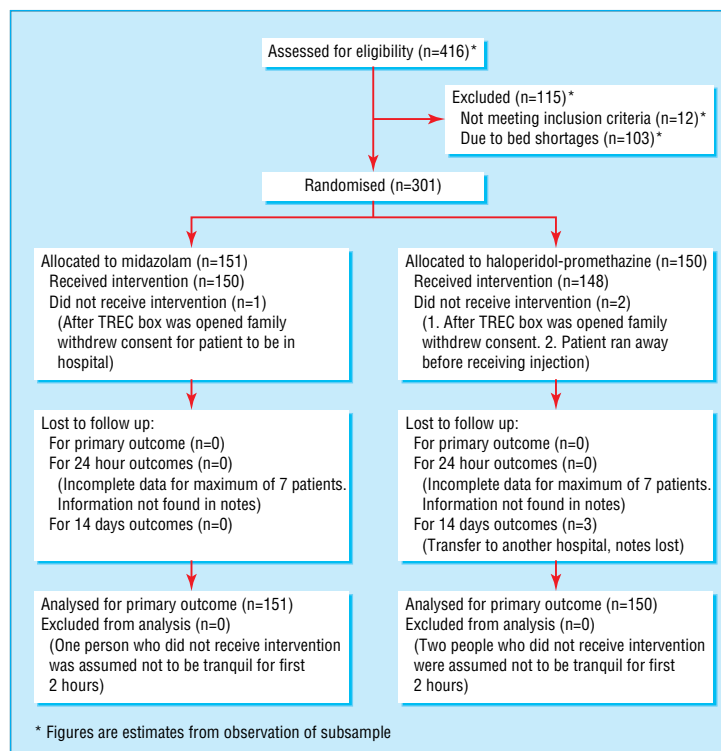 Assessed for eligibility (n=416)*
Excluded (n=115)*
Not meeting inclusion criteria (n=12)*
Due to bed shortages (n=103)*
Randomised (n=301)
Allocated to midazolam (n=151)
Received intervention (n=150)
Did not receive intervention (n=1)
(After TREC box was opened family
withdrew consent for patient to be in
hospital)
Allocated to haloperidol-promethazine (n=150)
Received intervention (n=148)
Did not receive intervention (n=2)
(1. After TREC box was opened family
withdrew consent. 2. Patient ran away
before receiving injection)
Lost to follow up:
For primary outcome (n=0)
For 24 hour outcomes (n=0)
(Incomplete data for maximum of 7 patients.
Information not found in notes)
For 14 days outcomes (n=0)
Lost to follow up:
For primary outcome (n=0)
For 24 hour outcomes (n=0)
(Incomplete data for maximum of 7 patients.
Information not found in notes)
For 14 days outcomes (n=3)
(Transfer to another hospital, notes lost)
Analysed for primary outcome (n=151)
Excluded from analysis (n=0)
(One person who did not receive intervention
was assumed not to be tranquil for first
2 hours)
Analysed for primary outcome (n=150)
Excluded from analysis (n=0)
(Two people who did not receive intervention
were assumed not to be tranquil for first
2 hours)
* Figures are estimates from observation of subsample